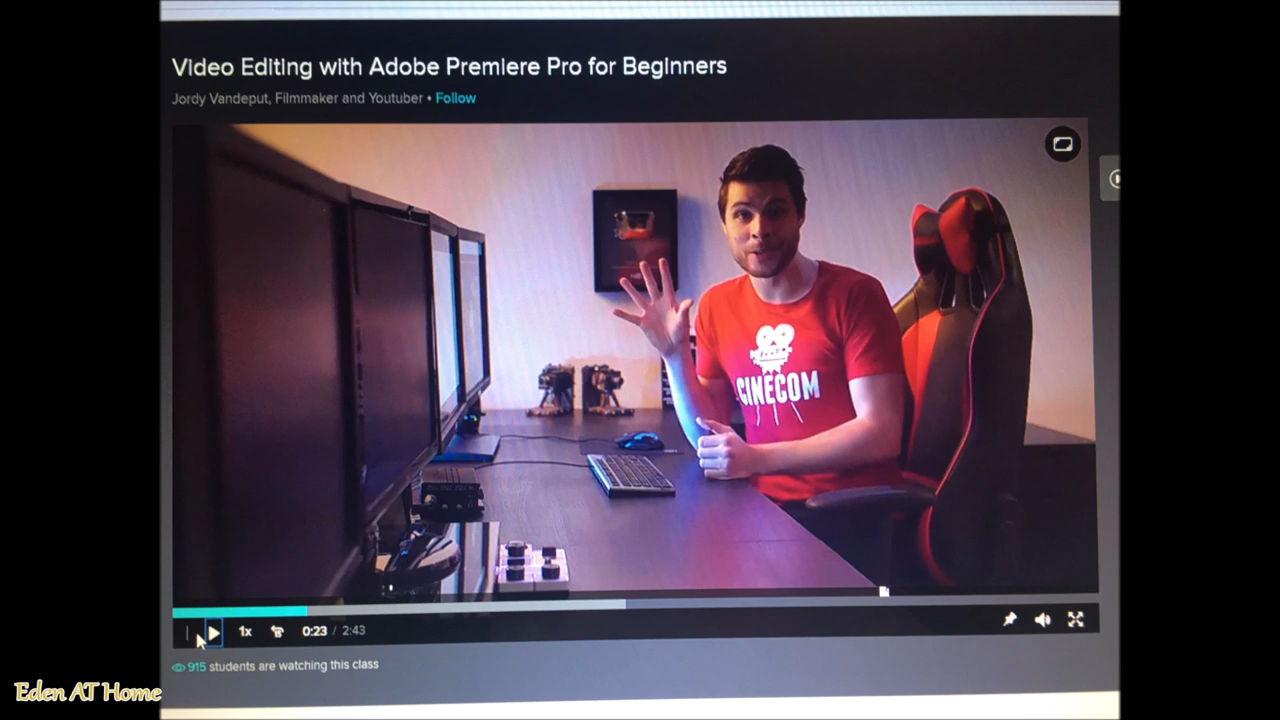 Video Editing with Adobe Premiere Pro for Beginners
Jordy Vandeput, Filmmaker and Youtuber • Follow
CINECOM
1x 0:23 / 2:43
915 students are watching this class
Eden AT Home